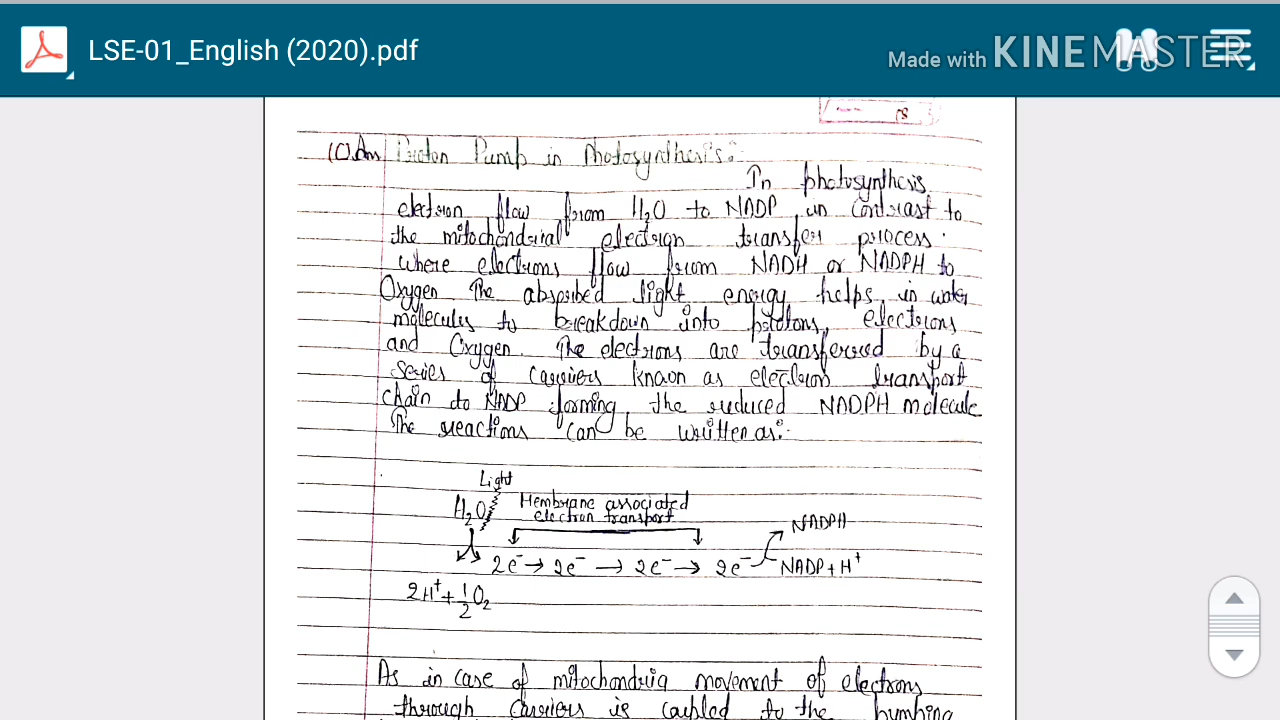 LSE-01_English (2020).pdf
Made with KINEMASTER
18
(C) Ans Proton Pump in Photosynthesis:-
In photosynthesis
electron flow from H₂O to NADP in contrast to
the mitochondrial electron transfer process.
where electrons flow from NADH or NADPH to
Oxygen The absorbed light energy helps in water
molecules to breakdown into protons, electrons
and Oxygen. The electrons are transferred by a
series of carriers known as electron transport
chain to NADP forming the reduced NADPH molecule
The reactions can be written as:-
Light
H₂O Membrane associated
electron transport
NADPH
2e⁻ → 2e⁻ → 2e⁻ → 2e⁻ NADP + H⁺
2H⁺ + 1/2 O₂
As in case of mitochondria movement of electrons
through carriers is coupled to the pumping